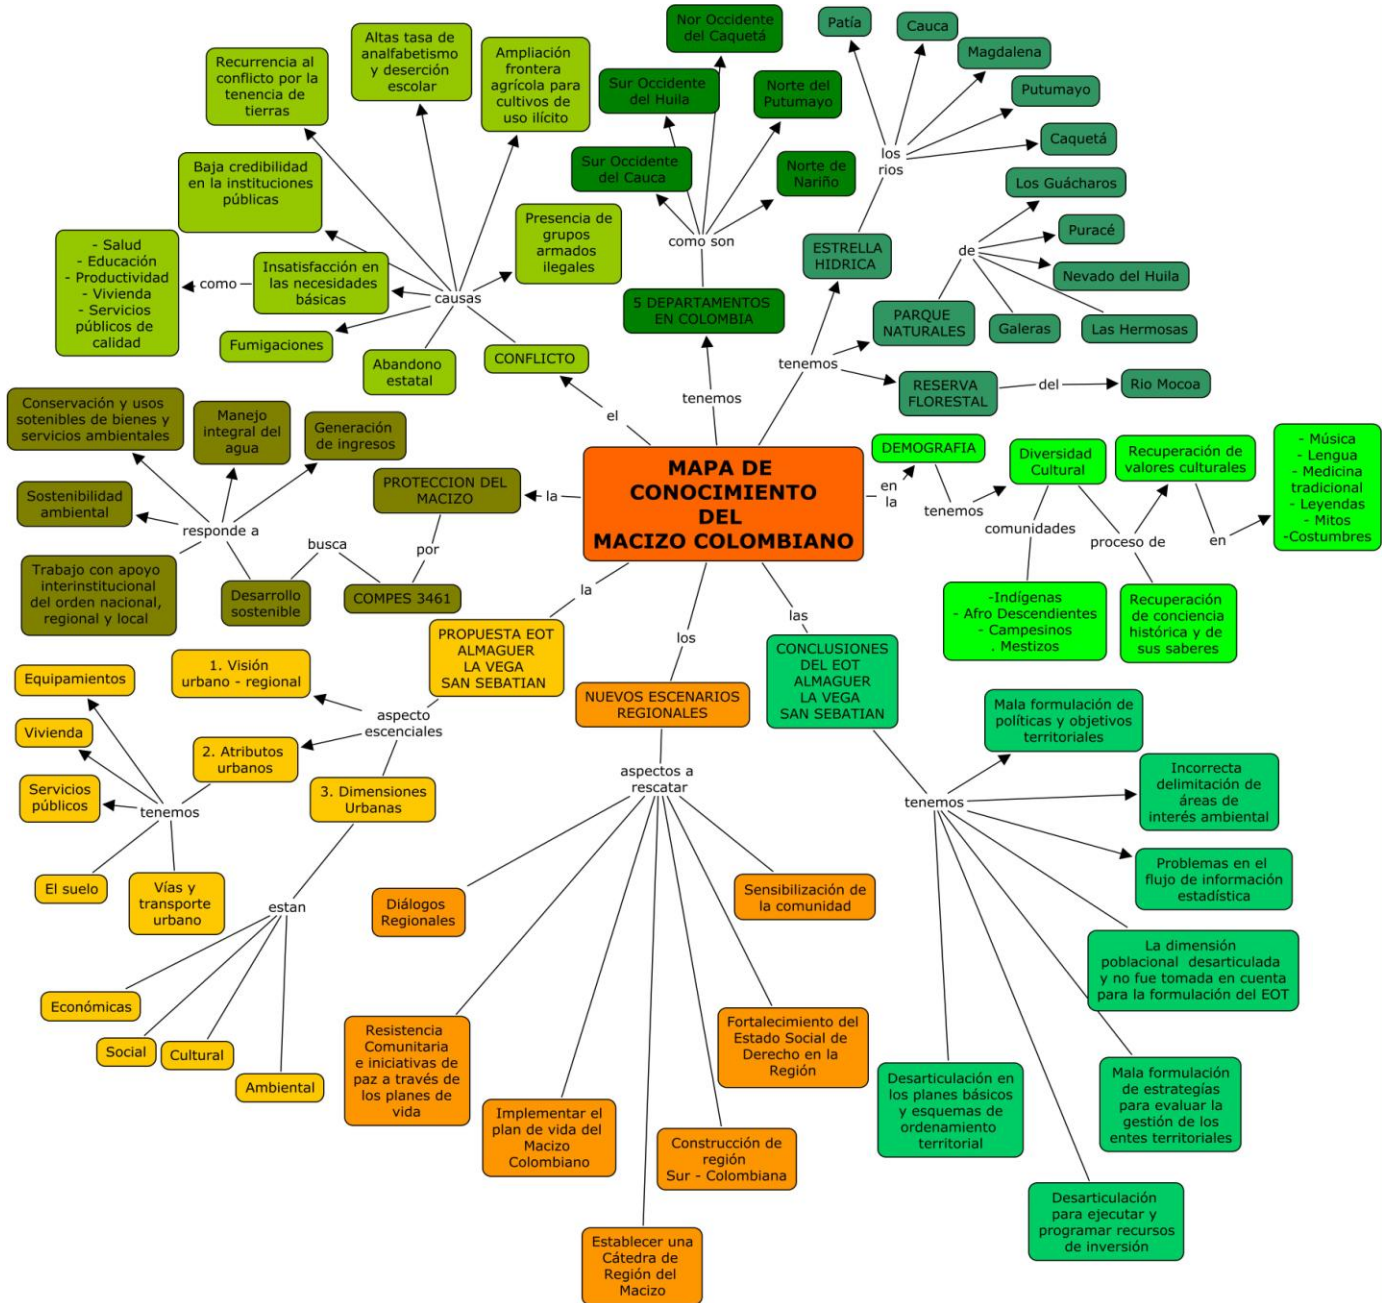 MAPA DE
CONOCIMIENTO
DEL
MACIZO COLOMBIANO
el
CONFLICTO
causas
Recurrencia al
conflicto por la
tenencia de
tierras
Altas tasa de
analfabetismo
y deserción
escolar
Ampliación
frontera
agrícola para
cultivos de
uso ilícito
Baja credibilidad
en la instituciones
públicas
Presencia de
grupos
armados
ilegales
Insatisfacción en
las necesidades
básicas
como
- Salud
- Educación
- Productividad
- Vivienda
- Servicios
públicos de
calidad
Fumigaciones
Abandono
estatal
tenemos
5 DEPARTAMENTOS
EN COLOMBIA
como son
Nor Occidente
del Caquetá
Sur Occidente
del Huila
Norte del
Putumayo
Sur Occidente
del Cauca
Norte de
Nariño
tenemos
ESTRELLA
HIDRICA
los
rios
Patía
Cauca
Magdalena
Putumayo
Caquetá
PARQUE
NATURALES
de
Los Guácharos
Puracé
Nevado del Huila
Las Hermosas
Galeras
RESERVA
FLORESTAL
del
Rio Mocoa
en
la
DEMOGRAFIA
tenemos
Diversidad
Cultural
comunidades
-Indígenas
- Afro Descendientes
- Campesinos
. Mestizos
proceso de
Recuperación de
valores culturales
en
- Música
- Lengua
- Medicina
tradicional
- Leyendas
- Mitos
-Costumbres
Recuperación
de conciencia
histórica y de
sus saberes
la
PROTECCION DEL
MACIZO
por
COMPES 3461
busca
Desarrollo
sostenible
responde a
Conservación y usos
sotenibles de bienes y
servicios ambientales
Manejo
integral del
agua
Generación
de ingresos
Sostenibilidad
ambiental
Trabajo con apoyo
interinstitucional
del orden nacional,
regional y local
la
PROPUESTA EOT
ALMAGUER
LA VEGA
SAN SEBATIAN
aspecto
escenciales
1. Visión
urbano - regional
2. Atributos
urbanos
tenemos
Equipamientos
Vivienda
Servicios
públicos
El suelo
Vías y
transporte
urbano
3. Dimensiones
Urbanas
estan
Económicas
Social
Cultural
Ambiental
los
NUEVOS ESCENARIOS
REGIONALES
aspectos a
rescatar
Diálogos
Regionales
Sensibilización de
la comunidad
Resistencia
Comunitaria
e iniciativas de
paz a través de
los planes de
vida
Implementar el
plan de vida del
Macizo
Colombiano
Establecer una
Cátedra de
Región del
Macizo
Construcción de
región
Sur - Colombiana
Fortalecimiento del
Estado Social de
Derecho en la
Región
las
CONCLUSIONES
DEL EOT
ALMAGUER
LA VEGA
SAN SEBATIAN
tenemos
Mala formulación de
políticas y objetivos
territoriales
Incorrecta
delimitación de
áreas de
interés ambiental
Problemas en el
flujo de información
estadística
La dimensión
poblacional desarticulada
y no fue tomada en cuenta
para la formulación del EOT
Mala formulación
de estrategías
para evaluar la
gestión de los
entes territoriales
Desarticulación
para ejecutar y
programar recursos
de inversión
Desarticulación en
los planes básicos
y esquemas de
ordenamiento
territorial